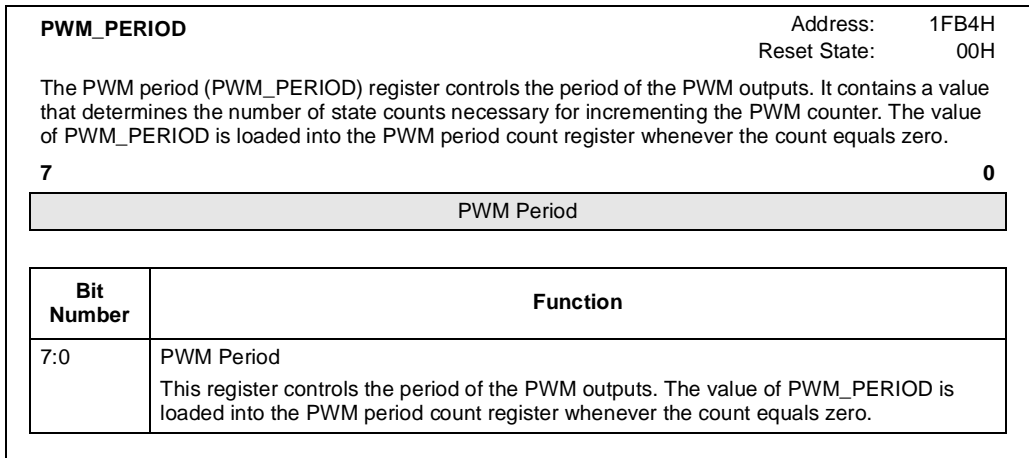 PWM_PERIOD
Address: 1FB4H
Reset State: 00H
The PWM period (PWM_PERIOD) register controls the period of the PWM outputs. It contains a value
that determines the number of state counts necessary for incrementing the PWM counter. The value
of PWM_PERIOD is loaded into the PWM period count register whenever the count equals zero.
7 0
PWM Period
Bit
Number
Function
7:0
PWM Period
This register controls the period of the PWM outputs. The value of PWM_PERIOD is
loaded into the PWM period count register whenever the count equals zero.